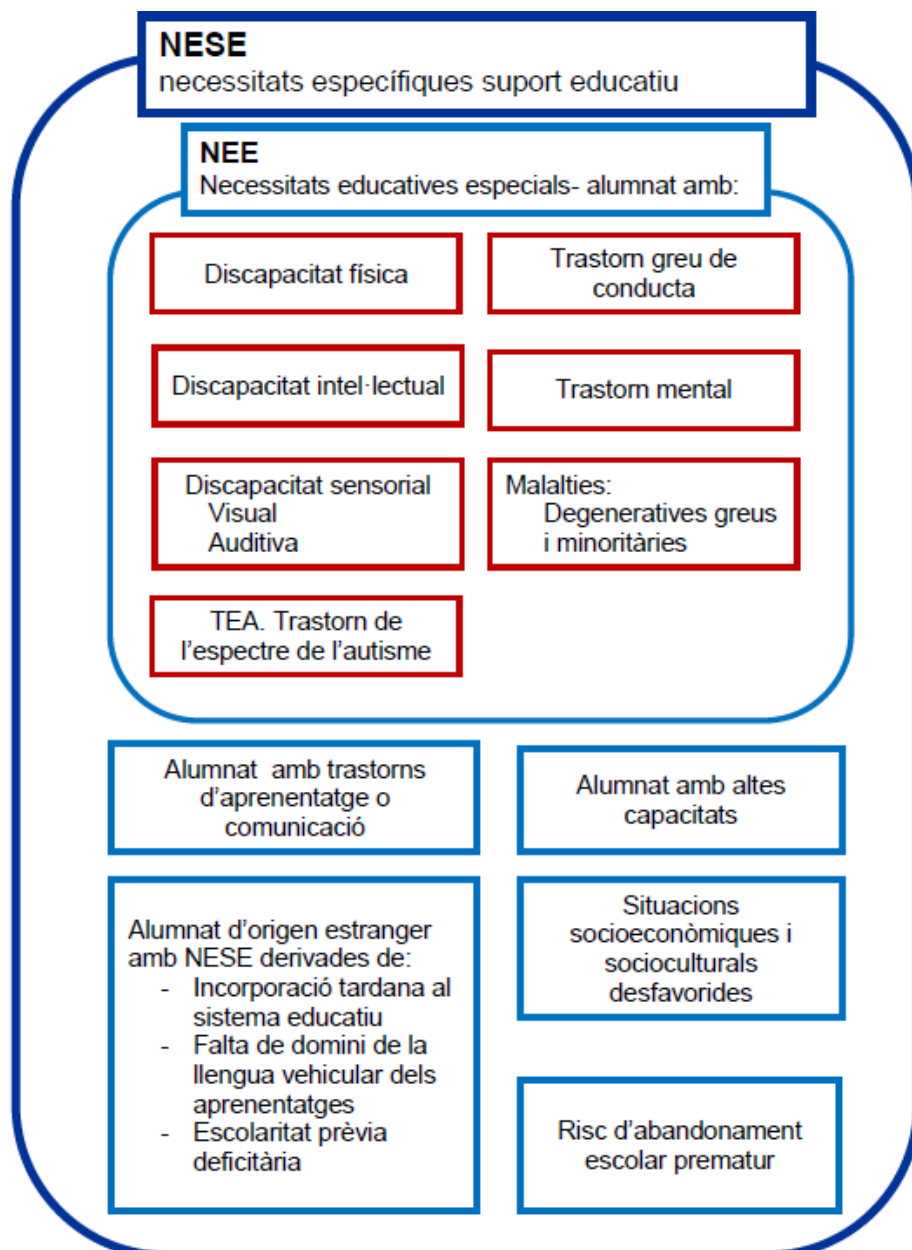 NESE
necessitats específiques suport educatiu
NEE
Necessitats educatives especials- alumnat amb:
Discapacitat física
Trastorn greu de
conducta
Discapacitat intel·lectual
Trastorn mental
Discapacitat sensorial
Visual
Auditiva
Malalties:
Degeneratives greus
i minoritàries
TEA. Trastorn de
l'espectre de l'autisme
Alumnat amb trastorns
d'aprenentatge o
comunicació
Alumnat amb altes
capacitats
Alumnat d'origen estranger
amb NESE derivades de:
- Incorporació tardana al
sistema educatiu
- Falta de domini de la
llengua vehicular dels
aprenentatges
- Escolaritat prèvia
deficitària
Situacions
socioeconòmiques i
socioculturals
desfavorides
Risc d'abandonament
escolar prematur